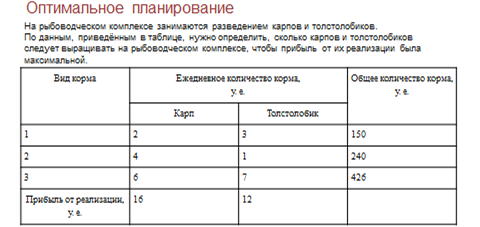 Оптимальное планирование
На рыбоводческом комплексе занимаются разведением карпов и толстолобиков.
По данным, приведённым в таблице, нужно определить, сколько карпов и толстолобиков
следует выращивать на рыбоводческом комплексе, чтобы прибыль от их реализации была
максимальной.
Вид корма
Ежедневное количество корма,
у. е.
Общее количество корма,
у. е.
Карп
Толстолобик
1 2 3 150
2 4 1 240
3 6 7 426
Прибыль от реализации,
у. е.
16 12